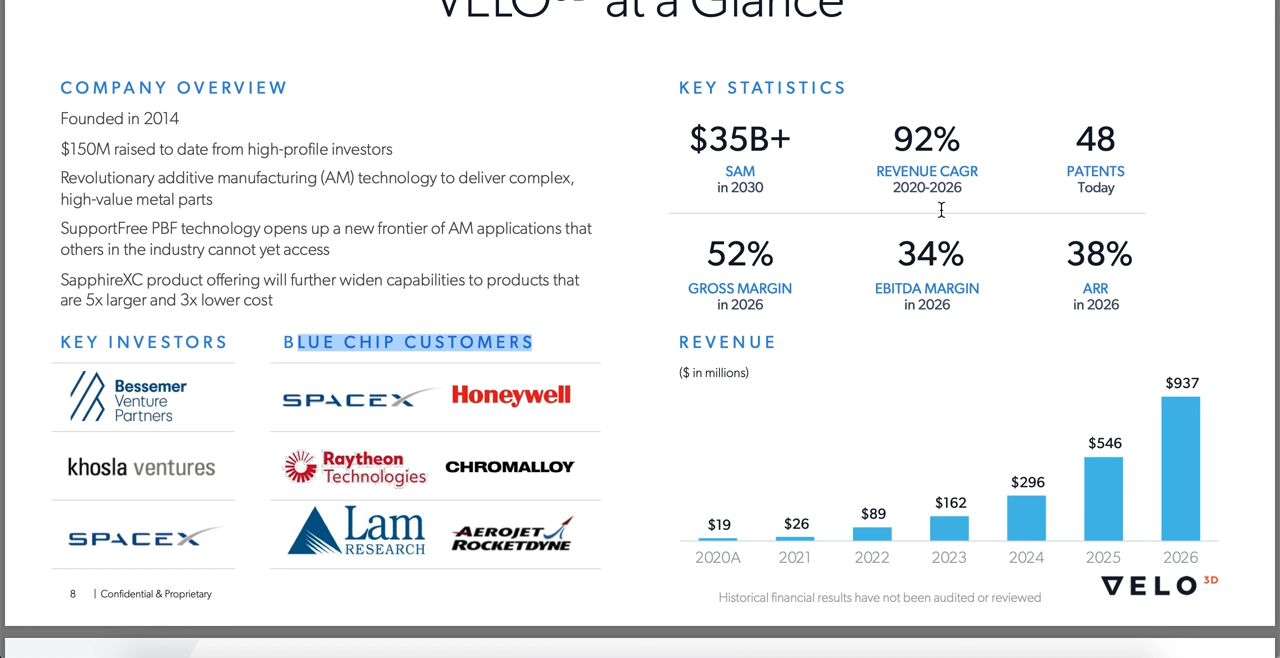 VELO3D at a Glance
COMPANY OVERVIEW
Founded in 2014
$150M raised to date from high-profile investors
Revolutionary additive manufacturing (AM) technology to deliver complex,
high-value metal parts
SupportFree PBF technology opens up a new frontier of AM applications that
others in the industry cannot yet access
SapphireXC product offering will further widen capabilities to products that
are 5x larger and 3x lower cost
KEY INVESTORS
Bessemer
Venture
Partners
khosla ventures
SPACEX
BLUE CHIP CUSTOMERS
SPACEX Honeywell
Raytheon
Technologies
CHROMALLOY
Lam
RESEARCH
AEROJET
ROCKETDYNE
KEY STATISTICS
$35B+ 92% 48
SAM REVENUE CAGR PATENTS
in 2030 2020-2026 Today
52% 34% 38%
GROSS MARGIN EBITDA MARGIN ARR
in 2026 in 2026 in 2026
REVENUE
($ in millions)
$19 $26 $89 $162 $296 $546 $937
2020A 2021 2022 2023 2024 2025 2026
8 | Confidential & Proprietary
Historical financial results have not been audited or reviewed
VELO 3D